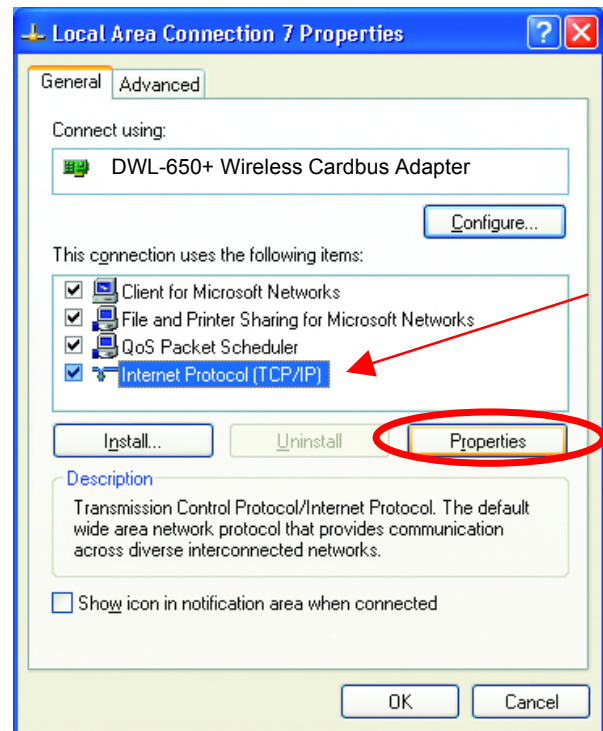 Local Area Connection 7 Properties
General
Advanced
Connect using:
DWL-650+ Wireless Cardbus Adapter
Configure...
This connection uses the following items:
Client for Microsoft Networks
File and Printer Sharing for Microsoft Networks
QoS Packet Scheduler
Internet Protocol (TCP/IP)
Install...
Uninstall
Properties
Description
Transmission Control Protocol/Internet Protocol. The default
wide area network protocol that provides communication
across diverse interconnected networks.
Show icon in notification area when connected
OK
Cancel